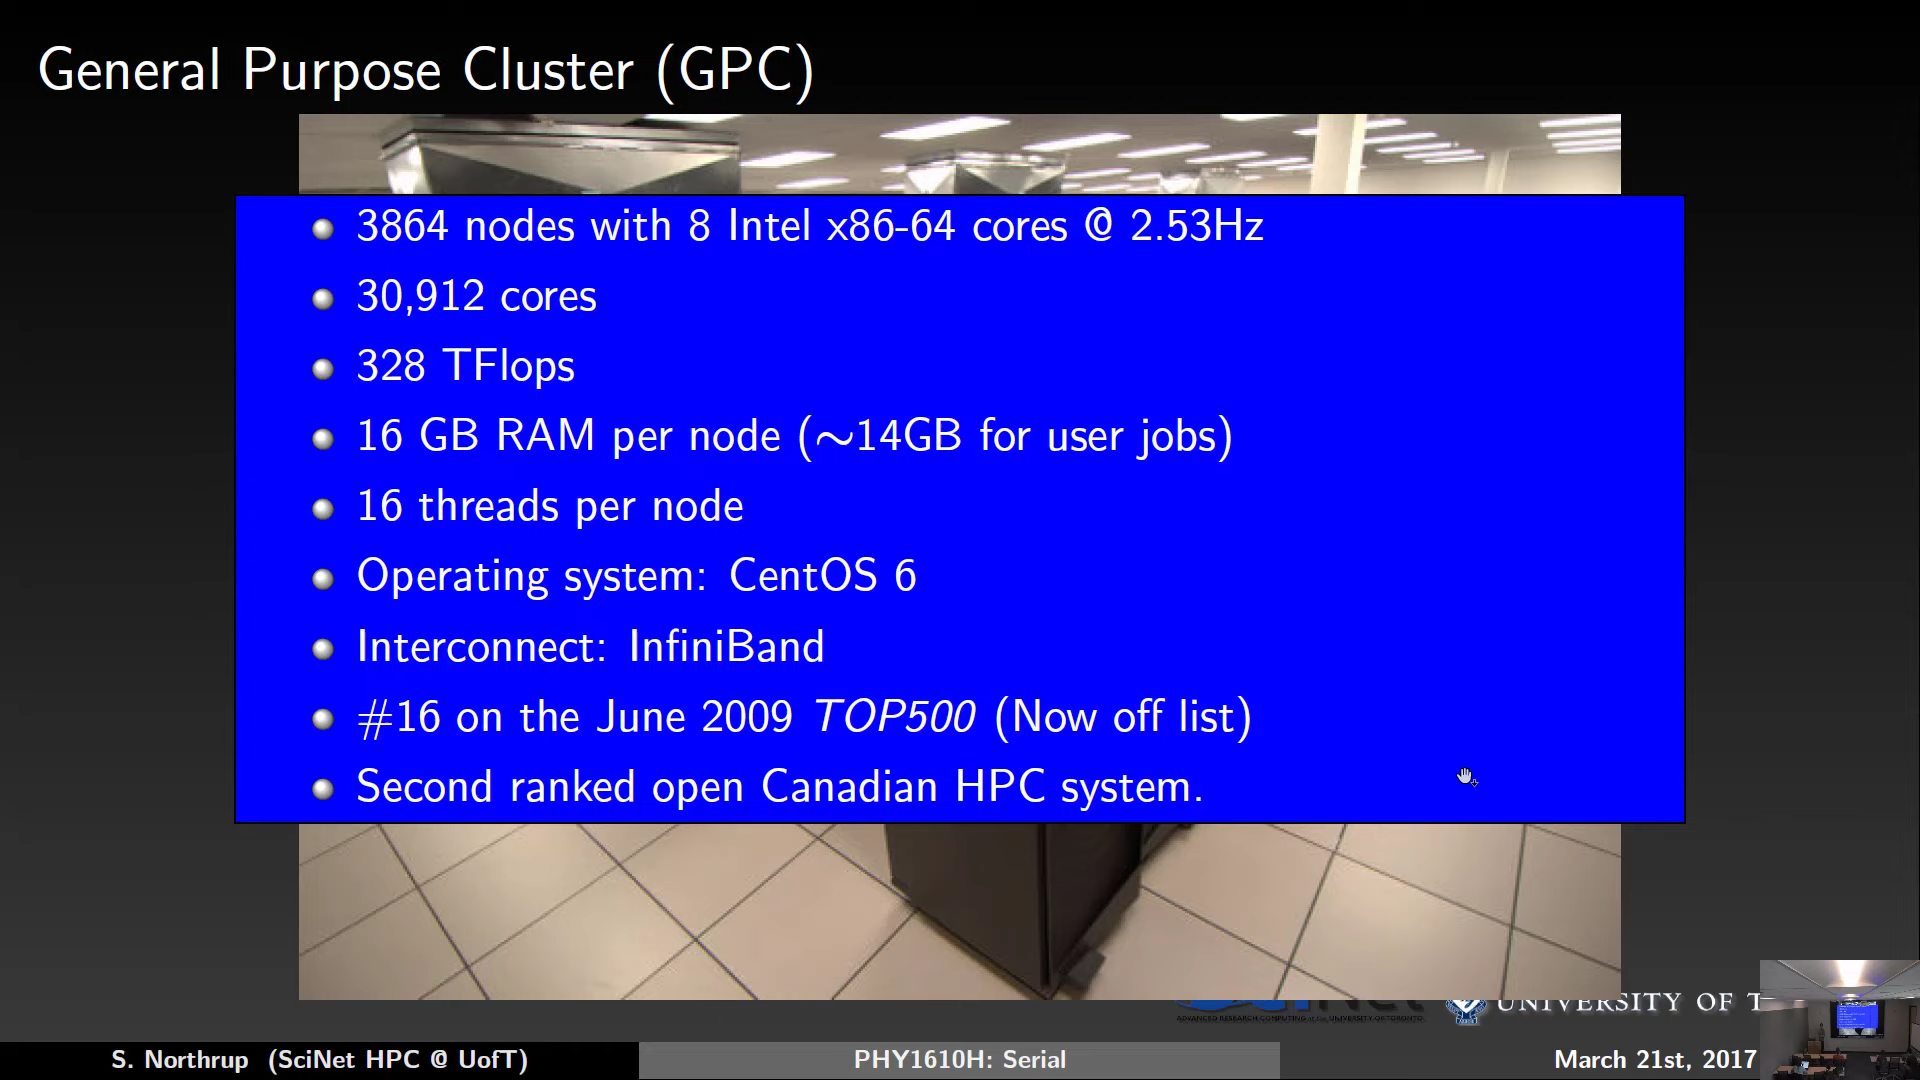 General Purpose Cluster (GPC)
3864 nodes with 8 Intel x86-64 cores @ 2.53Hz
30,912 cores
328 TFlops
16 GB RAM per node (∼14GB for user jobs)
16 threads per node
Operating system: CentOS 6
Interconnect: InfiniBand
#16 on the June 2009 TOP500 (Now off list)
Second ranked open Canadian HPC system.
UNIVERSITY OF T
S. Northrup (SciNet HPC @ UofT)
PHY1610H: Serial
March 21st, 2017